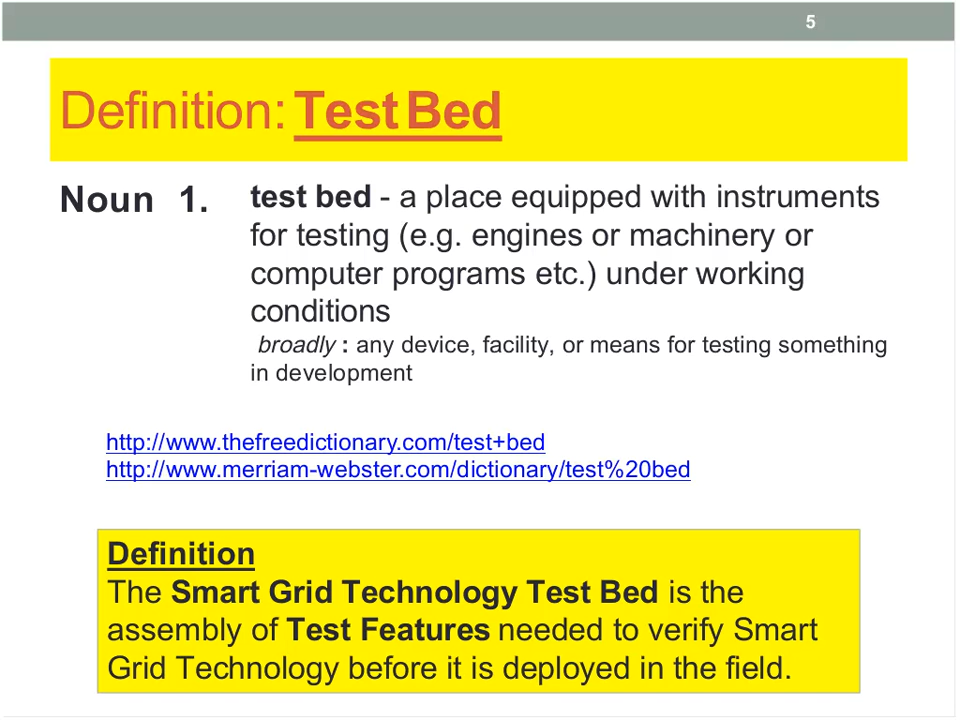 5
Definition: Test Bed
Noun 1. test bed - a place equipped with instruments
for testing (e.g. engines or machinery or
computer programs etc.) under working
conditions
broadly : any device, facility, or means for testing something
in development
http://www.thefreedictionary.com/test+bed
http://www.merriam-webster.com/dictionary/test%20bed
Definition
The Smart Grid Technology Test Bed is the
assembly of Test Features needed to verify Smart
Grid Technology before it is deployed in the field.